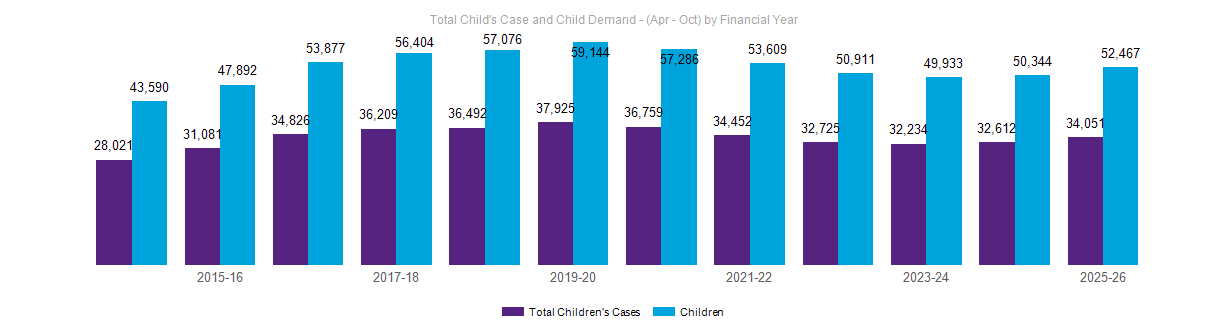 Total Child's Case and Child Demand - (Apr - Oct) by Financial Year
28,021 43,590 31,081 47,892 34,826 53,877 36,209 56,404 36,492 57,076 37,925 59,144 36,759 57,286 34,452 53,609 32,725 50,911 32,234 49,933 32,612 50,344 34,051 52,467
2015-16 2017-18 2019-20 2021-22 2023-24 2025-26
Total Children's Cases Children